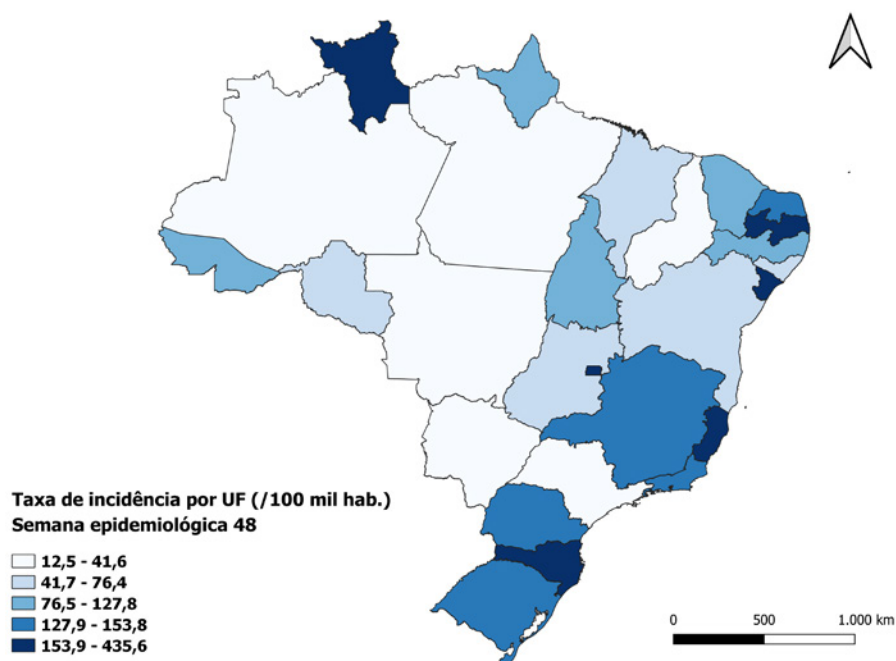 Taxa de incidência por UF (/100 mil hab.)
Semana epidemiológica 48
12,5 - 41,6
41,7 - 76,4
76,5 - 127,8
127,9 - 153,8
153,9 - 435,6
0 500 1.000 km